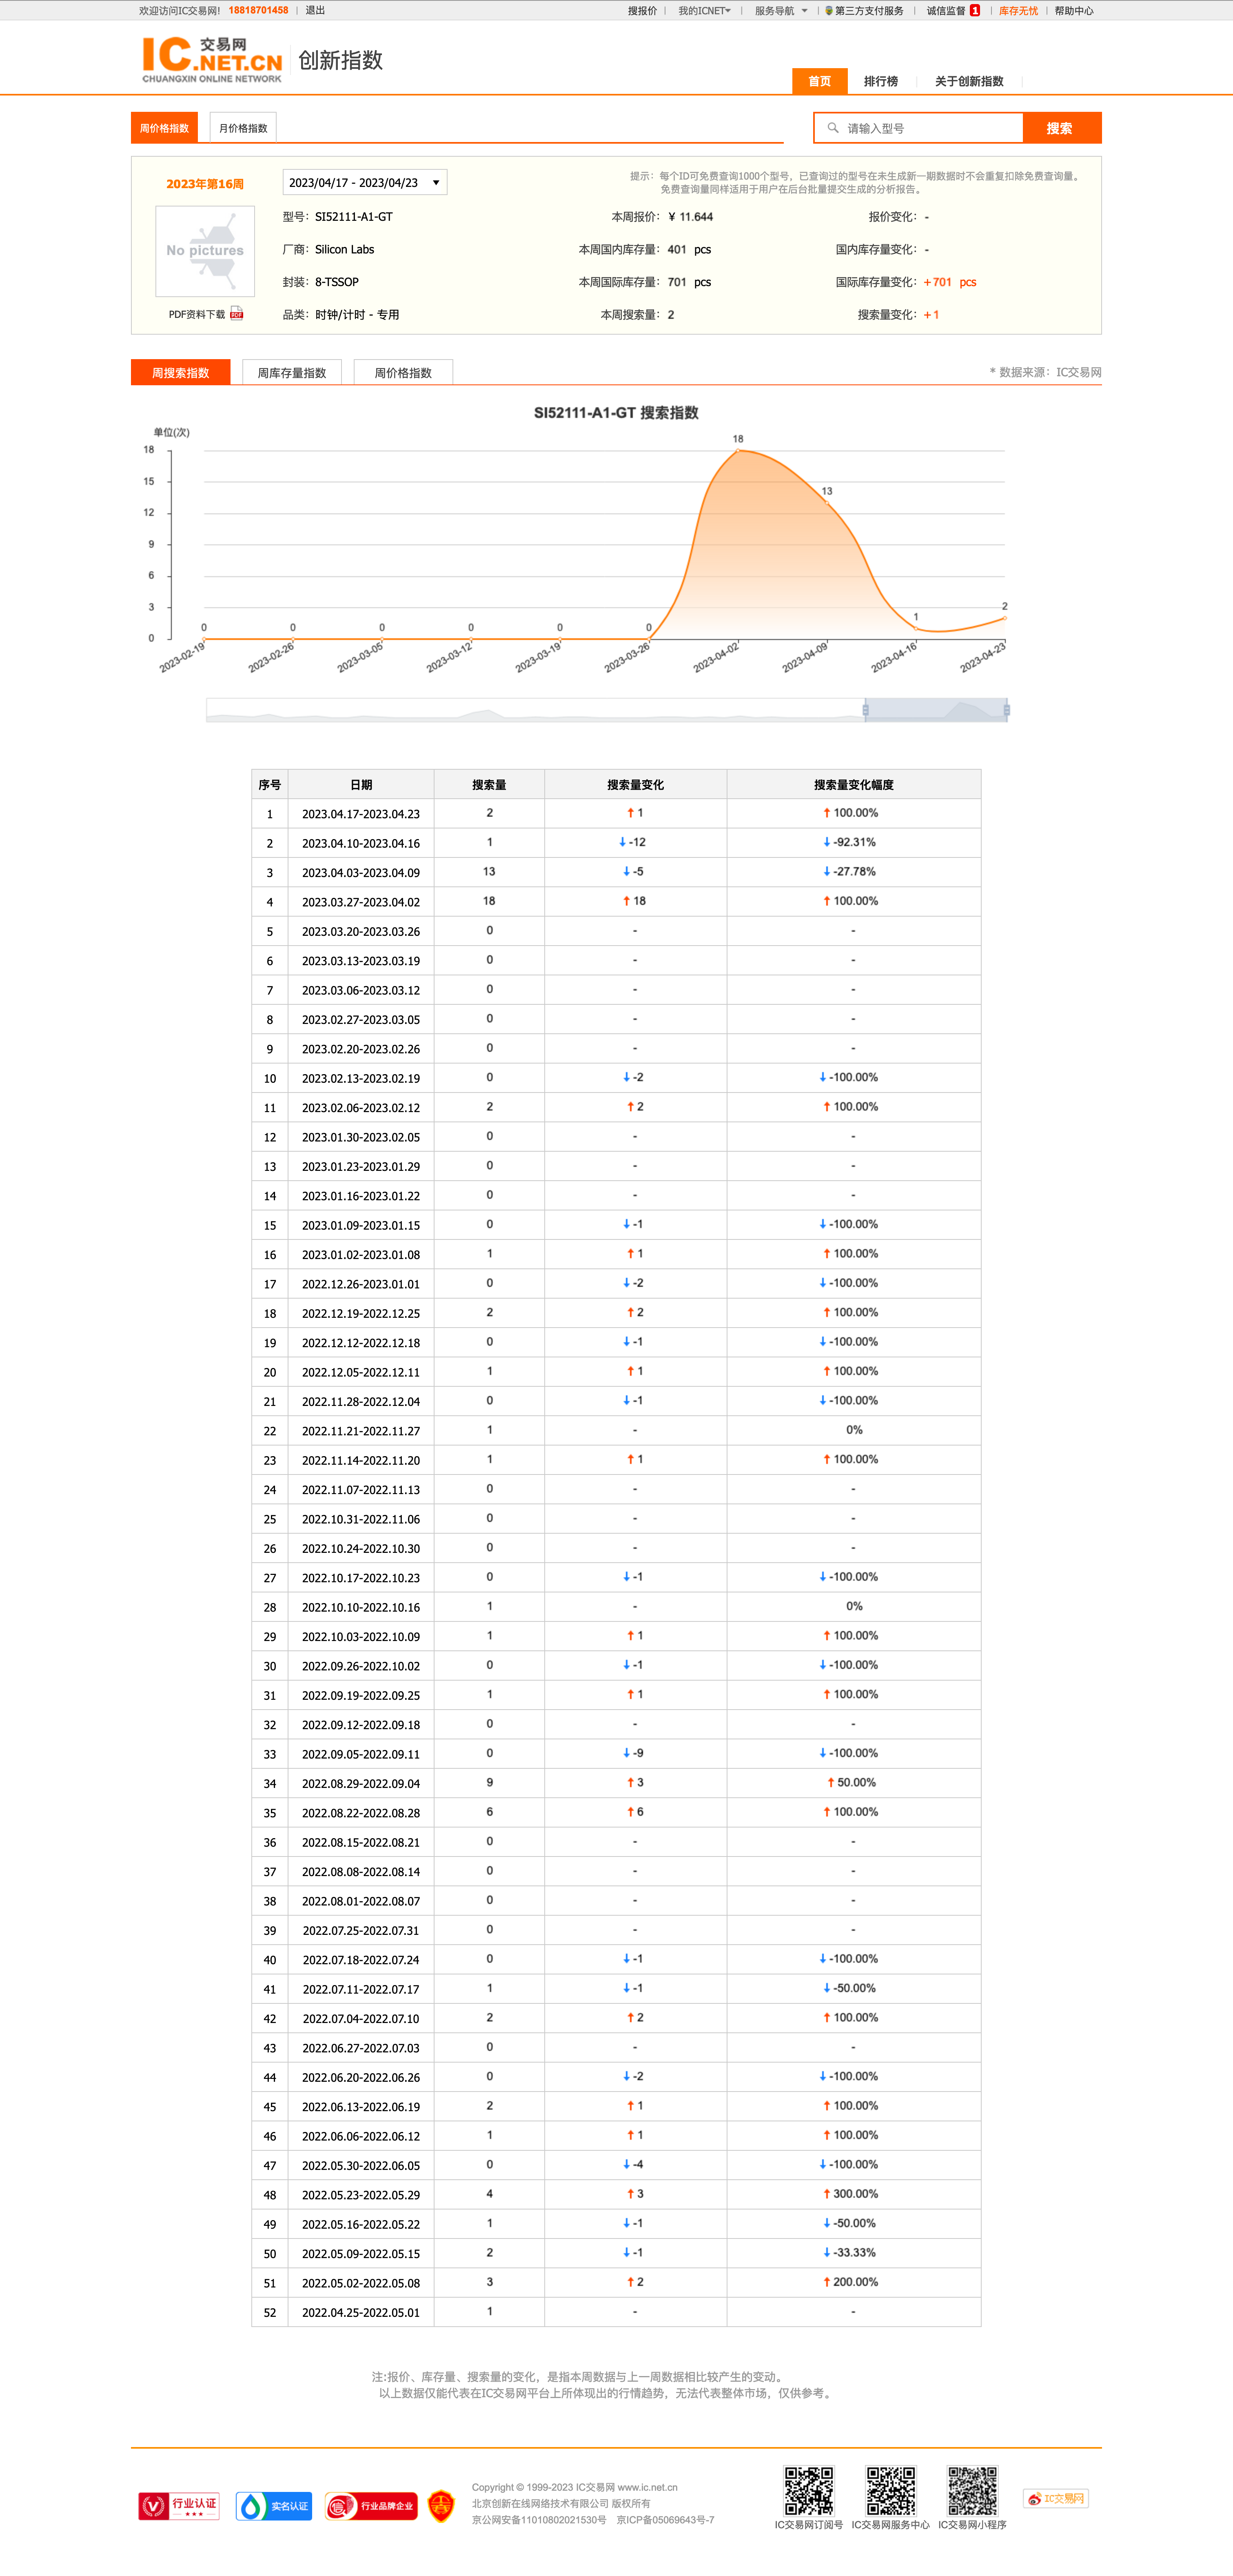 欢迎访问IC交易网! 18818701458 | 退出
搜报价 | 我的ICNET | 服务导航 | 第三方支付服务 | 诚信监督 1 | 库存无忧 | 帮助中心
IC 交易网
.NET.CN
CHUANGXIN ONLINE NETWORK
创新指数
首页 排行榜 关于创新指数
周价格指数 月价格指数
请输入型号 搜索
2023年第16周
2023/04/17 - 2023/04/23
提示：每个ID可免费查询1000个型号，已查询过的型号在未生成新一期数据时不会重复扣除免费查询量。
免费查询量同样适用于用户在后台批量提交生成的分析报告。
No pictures
PDF资料下载
型号：SI52111-A1-GT 本周报价：¥ 11.644 报价变化：-
厂商：Silicon Labs 本周国内库存量：401 pcs 国内库存量变化：-
封装：8-TSSOP 本周国际库存量：701 pcs 国际库存量变化：+701 pcs
品类：时钟/计时 - 专用 本周搜索量：2 搜索量变化：+1
周搜索指数 周库存量指数 周价格指数
* 数据来源：IC交易网
SI52111-A1-GT 搜索指数
单位(次)
18
15
12
9
6
3
0
0 0 0 0 0 0 18 13 1 2
2023-02-19 2023-02-26 2023-03-05 2023-03-12 2023-03-19 2023-03-26 2023-04-02 2023-04-09 2023-04-16 2023-04-23
序号 日期 搜索量 搜索量变化 搜索量变化幅度
1 2023.04.17-2023.04.23 2 ↑ 1 ↑ 100.00%
2 2023.04.10-2023.04.16 1 ↓ -12 ↓ -92.31%
3 2023.04.03-2023.04.09 13 ↓ -5 ↓ -27.78%
4 2023.03.27-2023.04.02 18 ↑ 18 ↑ 100.00%
5 2023.03.20-2023.03.26 0 - -
6 2023.03.13-2023.03.19 0 - -
7 2023.03.06-2023.03.12 0 - -
8 2023.02.27-2023.03.05 0 - -
9 2023.02.20-2023.02.26 0 - -
10 2023.02.13-2023.02.19 0 ↓ -2 ↓ -100.00%
11 2023.02.06-2023.02.12 2 ↑ 2 ↑ 100.00%
12 2023.01.30-2023.02.05 0 - -
13 2023.01.23-2023.01.29 0 - -
14 2023.01.16-2023.01.22 0 - -
15 2023.01.09-2023.01.15 0 ↓ -1 ↓ -100.00%
16 2023.01.02-2023.01.08 1 ↑ 1 ↑ 100.00%
17 2022.12.26-2023.01.01 0 ↓ -2 ↓ -100.00%
18 2022.12.19-2022.12.25 2 ↑ 2 ↑ 100.00%
19 2022.12.12-2022.12.18 0 ↓ -1 ↓ -100.00%
20 2022.12.05-2022.12.11 1 ↑ 1 ↑ 100.00%
21 2022.11.28-2022.12.04 0 ↓ -1 ↓ -100.00%
22 2022.11.21-2022.11.27 1 - 0%
23 2022.11.14-2022.11.20 1 ↑ 1 ↑ 100.00%
24 2022.11.07-2022.11.13 0 - -
25 2022.10.31-2022.11.06 0 - -
26 2022.10.24-2022.10.30 0 - -
27 2022.10.17-2022.10.23 0 ↓ -1 ↓ -100.00%
28 2022.10.10-2022.10.16 1 - 0%
29 2022.10.03-2022.10.09 1 ↑ 1 ↑ 100.00%
30 2022.09.26-2022.10.02 0 ↓ -1 ↓ -100.00%
31 2022.09.19-2022.09.25 1 ↑ 1 ↑ 100.00%
32 2022.09.12-2022.09.18 0 - -
33 2022.09.05-2022.09.11 0 ↓ -9 ↓ -100.00%
34 2022.08.29-2022.09.04 9 ↑ 3 ↑ 50.00%
35 2022.08.22-2022.08.28 6 ↑ 6 ↑ 100.00%
36 2022.08.15-2022.08.21 0 - -
37 2022.08.08-2022.08.14 0 - -
38 2022.08.01-2022.08.07 0 - -
39 2022.07.25-2022.07.31 0 - -
40 2022.07.18-2022.07.24 0 ↓ -1 ↓ -100.00%
41 2022.07.11-2022.07.17 1 ↓ -1 ↓ -50.00%
42 2022.07.04-2022.07.10 2 ↑ 2 ↑ 100.00%
43 2022.06.27-2022.07.03 0 - -
44 2022.06.20-2022.06.26 0 ↓ -2 ↓ -100.00%
45 2022.06.13-2022.06.19 2 ↑ 1 ↑ 100.00%
46 2022.06.06-2022.06.12 1 ↑ 1 ↑ 100.00%
47 2022.05.30-2022.06.05 0 ↓ -4 ↓ -100.00%
48 2022.05.23-2022.05.29 4 ↑ 3 ↑ 300.00%
49 2022.05.16-2022.05.22 1 ↓ -1 ↓ -50.00%
50 2022.05.09-2022.05.15 2 ↓ -1 ↓ -33.33%
51 2022.05.02-2022.05.08 3 ↑ 2 ↑ 200.00%
52 2022.04.25-2022.05.01 1 - -
注:报价、库存量、搜索量的变化，是指本周数据与上一周数据相比较产生的变动。
以上数据仅能代表在IC交易网平台上所体现出的行情趋势，无法代表整体市场，仅供参考。
行业认证 实名认证 行业品牌企业
Copyright © 1999-2023 IC交易网 www.ic.net.cn
北京创新在线网络技术有限公司 版权所有
京公网安备11010802021530号 京ICP备05069643号-7
IC交易网订阅号 IC交易网服务中心 IC交易网小程序
IC交易网